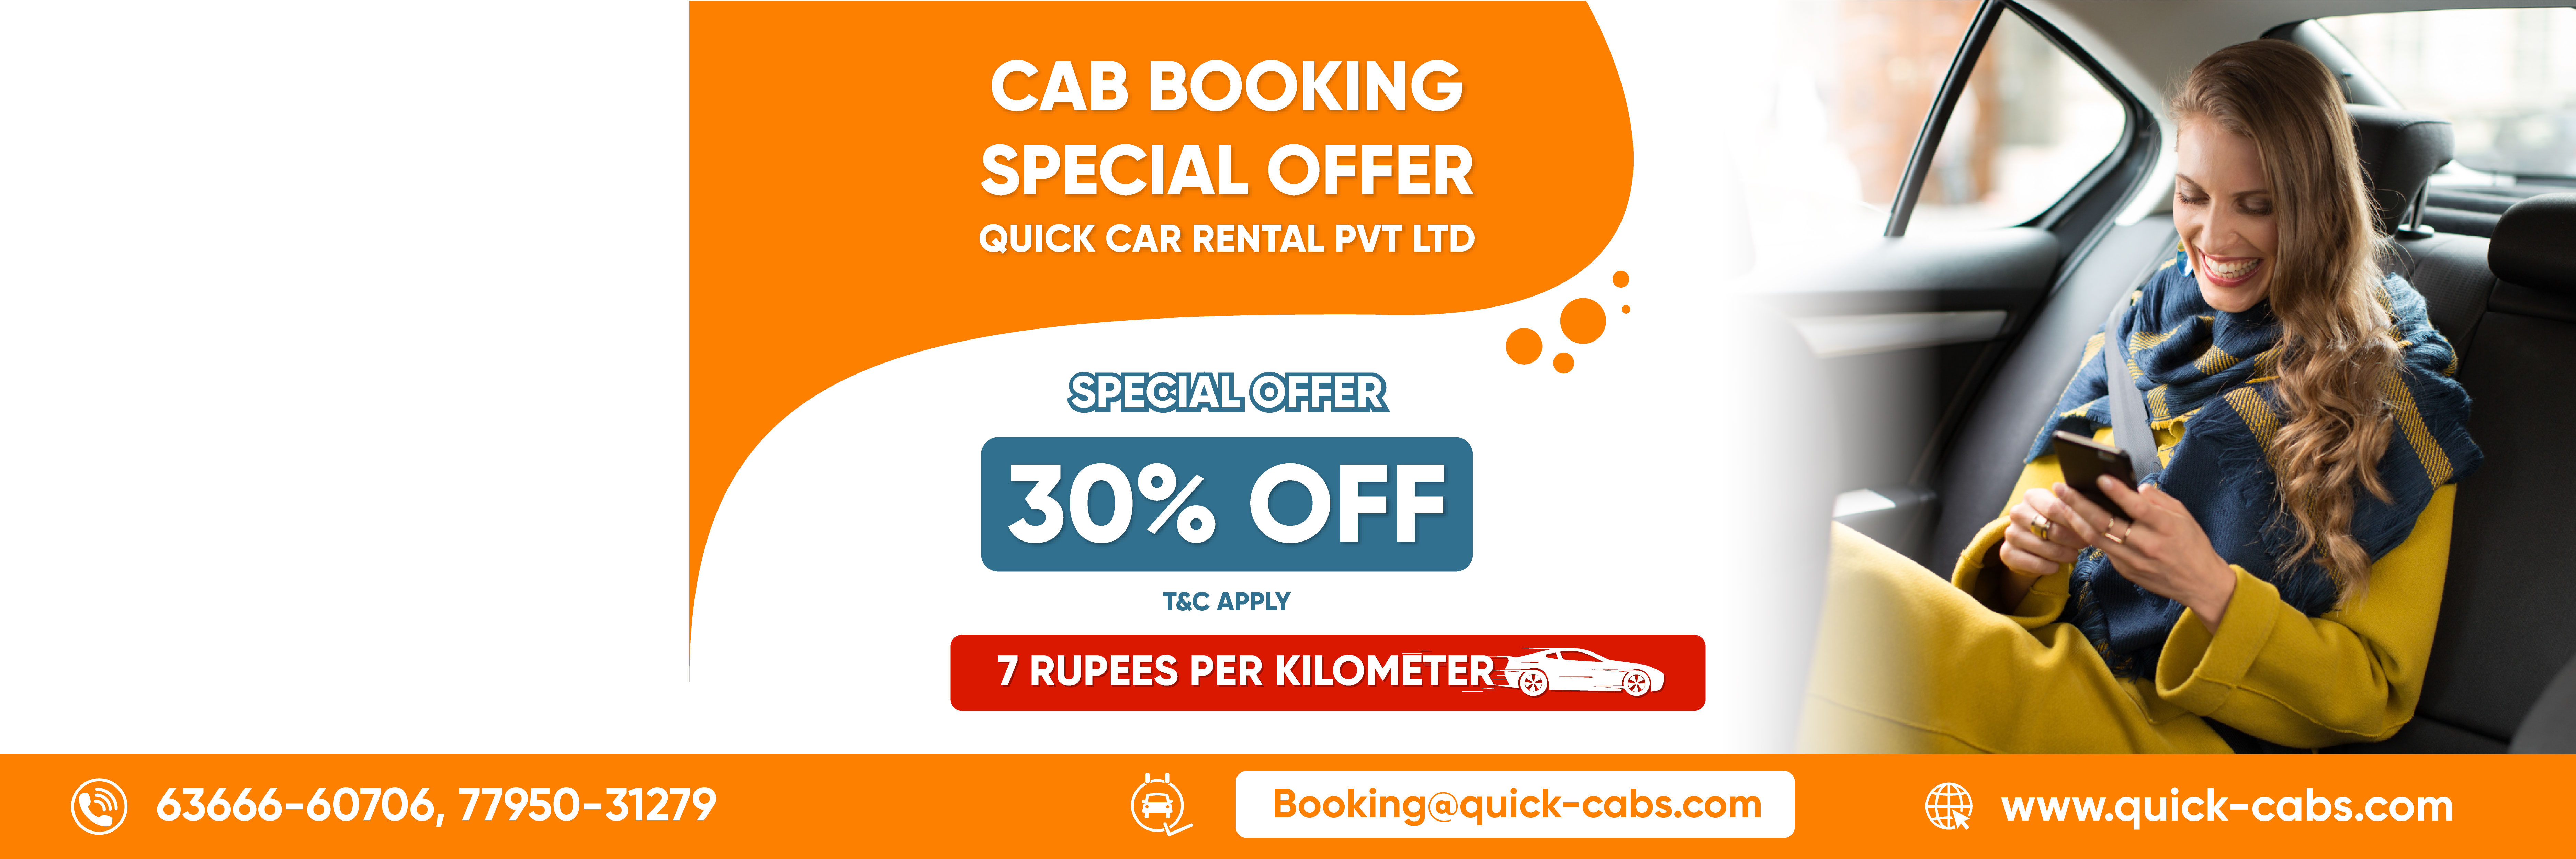 CAB BOOKING
SPECIAL OFFER
QUICK CAR RENTAL PVT LTD
SPECIAL OFFER
30% OFF
T&C APPLY
7 RUPEES PER KILOMETER
63666-60706, 77950-31279
Booking@quick-cabs.com
www.quick-cabs.com